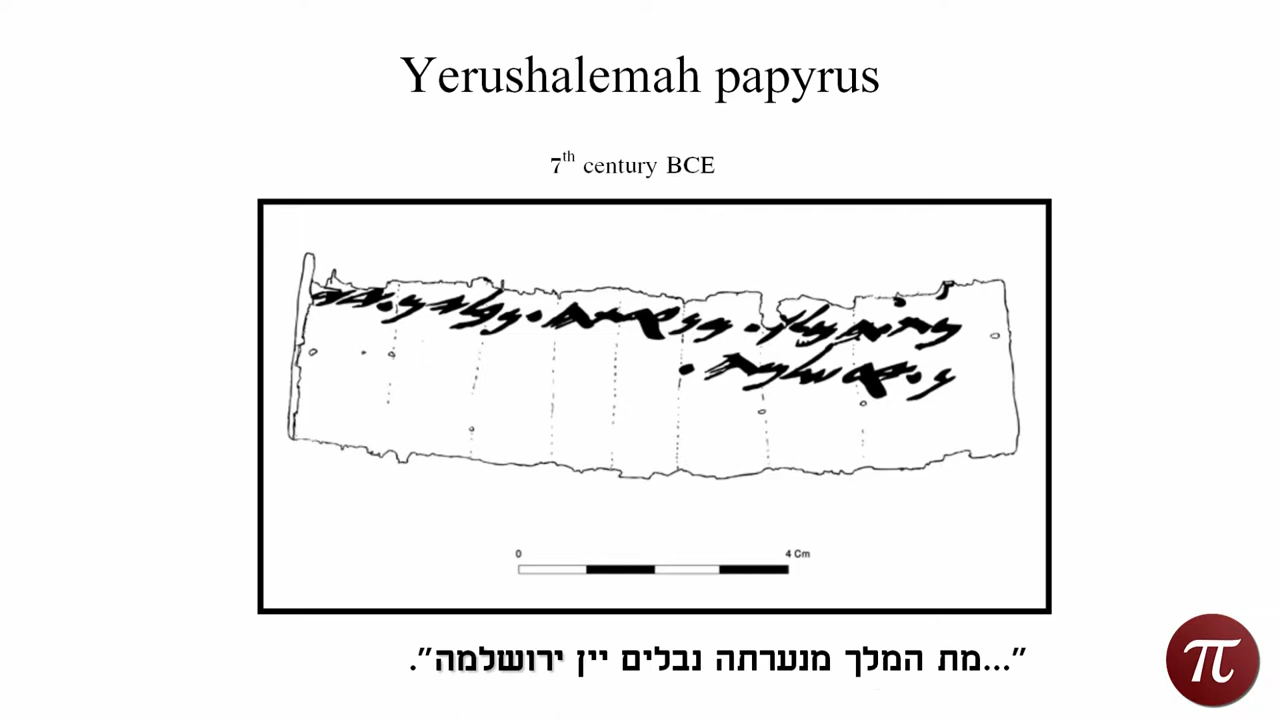 Yerushalemah papyrus
7th century BCE
0 4 Cm
"...מת המלך מנערתה נבלים יין ירושלמה".
π